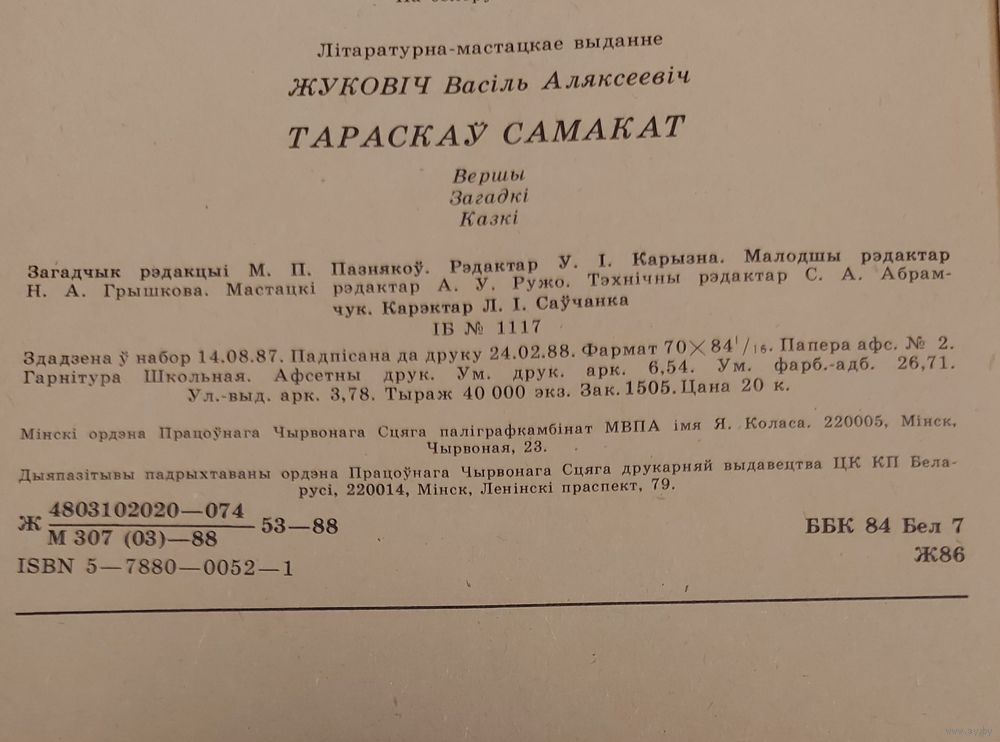 Літаратурна-мастацкае выданне
ЖУКОВІЧ Васіль Аляксеевіч
ТАРАСКАЎ САМАКАТ
Вершы
Загадкі
Казкі
Загадчык рэдакцыі М. П. Пазнякоў. Рэдактар У. І. Карызна. Малодшы рэдактар
Н. А. Грышкова. Мастацкі рэдактар А. У. Ружо. Тэхнічны рэдактар С. А. Абрам-
чук. Карэктар Л. І. Саўчанка
ІБ № 1117
Здадзена ў набор 14.08.87. Падпісана да друку 24.02.88. Фармат 70×84¹/₁₆. Папера афс. № 2.
Гарнітура Школьная. Афсетны друк. Ум. друк. арк. 6,54. Ум. фарб.-адб. 26,71.
Ул.-выд. арк. 3,78. Тыраж 40 000 экз. Зак. 1505. Цана 20 к.
Мінскі ордэна Працоўнага Чырвонага Сцяга паліграфкамбінат МВПА імя Я. Коласа. 220005, Мінск,
Чырвоная, 23.
Дыяпазітывы падрыхтаваны ордэна Працоўнага Чырвонага Сцяга друкарняй выдавецтва ЦК КП Бела-
русі, 220014, Мінск, Ленінскі праспект, 79.
Ж 4803102020—074
М 307 (03)—88 53—88
ББК 84 Бел 7
Ж86
ISBN 5—7880—0052—1
www.ay.by